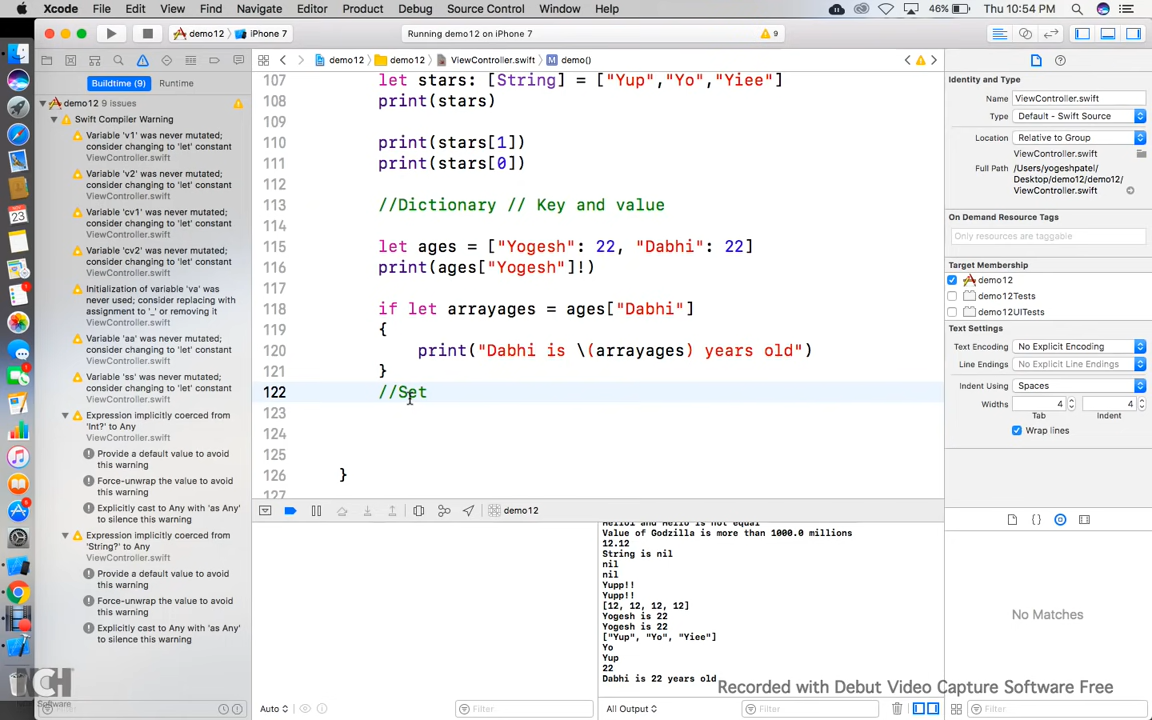 Xcode File Edit View Find Navigate Editor Product Debug Source Control Window Help 46% Thu 10:54 PM
demo12 iPhone 7 Running demo12 on iPhone 7 9
demo12 demo12 ViewController.swift demo()
Buildtime (9) Runtime
demo12 9 issues
Swift Compiler Warning
Variable 'v1' was never mutated;
consider changing to 'let' constant
ViewController.swift
Variable 'v2' was never mutated;
consider changing to 'let' constant
ViewController.swift
Variable 'cv1' was never mutated;
consider changing to 'let' constant
ViewController.swift
Variable 'cv2' was never mutated;
consider changing to 'let' constant
ViewController.swift
Initialization of variable 'va' was
never used; consider replacing with
assignment to '_' or removing it
ViewController.swift
Variable 'aa' was never mutated;
consider changing to 'let' constant
ViewController.swift
Variable 'ss' was never mutated;
consider changing to 'let' constant
ViewController.swift
Expression implicitly coerced from
'Int?' to Any
ViewController.swift
Provide a default value to avoid
this warning
Force-unwrap the value to avoid
this warning
Explicitly cast to Any with 'as Any'
to silence this warning
Expression implicitly coerced from
'String?' to Any
ViewController.swift
Provide a default value to avoid
this warning
Force-unwrap the value to avoid
this warning
Explicitly cast to Any with 'as Any'
to silence this warning
NCH
Software
Filter
107 let stars: [String] = ["Yup","Yo","Yiee"]
108 print(stars)
109
110 print(stars[1])
111 print(stars[0])
112
113 //Dictionary // Key and value
114
115 let ages = ["Yogesh": 22, "Dabhi": 22]
116 print(ages["Yogesh"]!)
117
118 if let arrayages = ages["Dabhi"]
119 {
120 print("Dabhi is \(arrayages) years old")
121 }
122 //Set
123
124
125
126 }
127
demo12
Hello1 and Hello is not equal
Value of Godzilla is more than 1000.0 millions
12.12
String is nil
nil
nil
Yupp!!
Yupp!!
[12, 12, 12, 12]
Yogesh is 22
Yogesh is 22
["Yup", "Yo", "Yiee"]
Yo
Yup
22
Dabhi is 22 years old
Auto Filter All Output Filter
Identity and Type
Name ViewController.swift
Type Default - Swift Source
Location Relative to Group
ViewController.swift
Full Path /Users/yogeshpatel/
Desktop/demo12/demo12/
ViewController.swift
On Demand Resource Tags
Only resources are taggable
Target Membership
demo12
demo12Tests
demo12UITests
Text Settings
Text Encoding No Explicit Encoding
Line Endings No Explicit Line Endings
Indent Using Spaces
Widths 4 4
Tab Indent
Wrap lines
No Matches
Filter
Recorded with Debut Video Capture Software Free